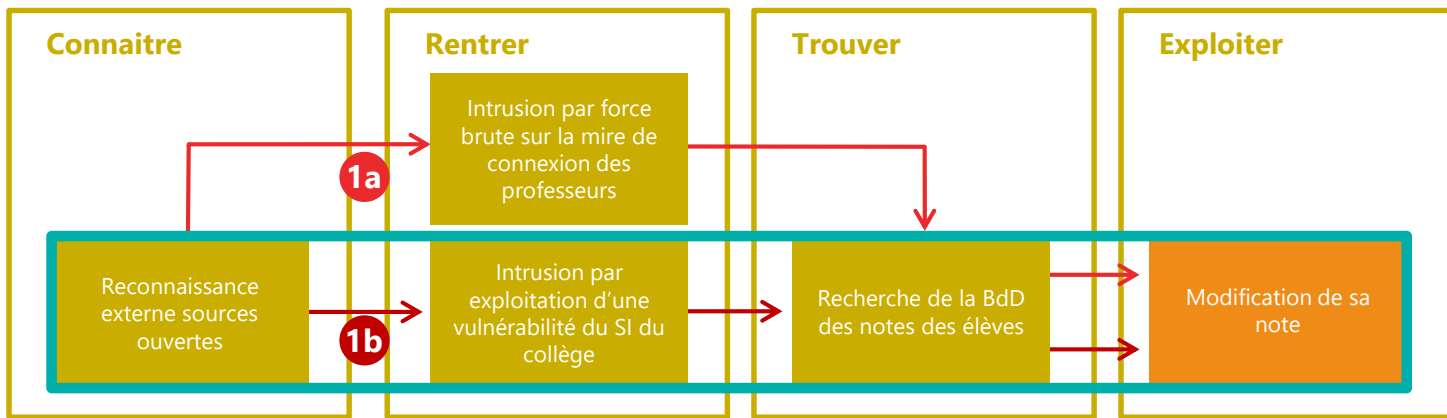 Connaitre
Rentrer
Trouver
Exploiter
Intrusion par force
brute sur la mire de
connexion des
professeurs
1a
Reconnaissance
externe sources
ouvertes
1b
Intrusion par
exploitation d’une
vulnérabilité du SI du
collège
Recherche de la BdD
des notes des élèves
Modification de sa
note